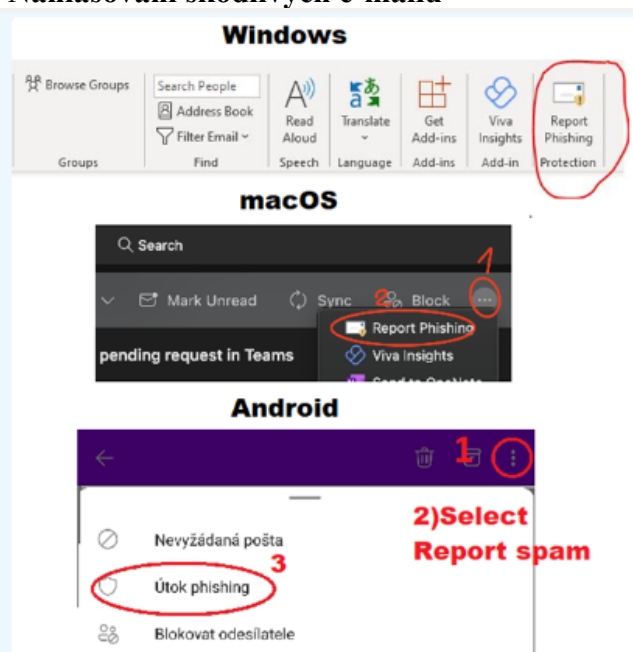 Windows
Browse Groups
Search People
Address Book
Filter Email
Read
Aloud
Translate
Get
Add-ins
Viva
Insights
Report
Phishing
Groups
Find
Speech
Language
Add-ins
Add-in
Protection
macOS
Search
1
Mark Unread
Sync
2
Block
Report Phishing
pending request in Teams
Viva Insights
Send to OneNote
Android
1
2)Select
Report spam
Nevyžádaná pošta
3
Útok phishing
Blokovat odesílatele